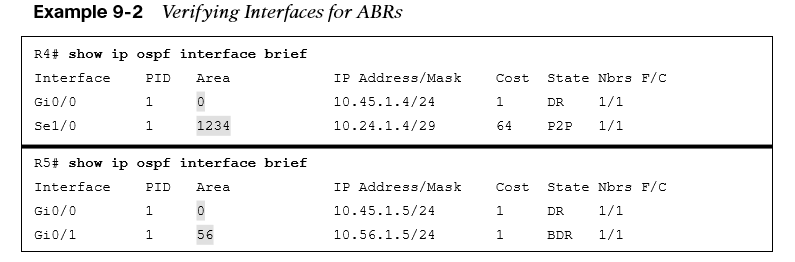 Example 9-2 Verifying Interfaces for ABRs
R4# show ip ospf interface brief
Interface PID Area IP Address/Mask Cost State Nbrs F/C
Gi0/0 1 0 10.45.1.4/24 1 DR 1/1
Se1/0 1 1234 10.24.1.4/29 64 P2P 1/1
R5# show ip ospf interface brief
Interface PID Area IP Address/Mask Cost State Nbrs F/C
Gi0/0 1 0 10.45.1.5/24 1 DR 1/1
Gi0/1 1 56 10.56.1.5/24 1 BDR 1/1